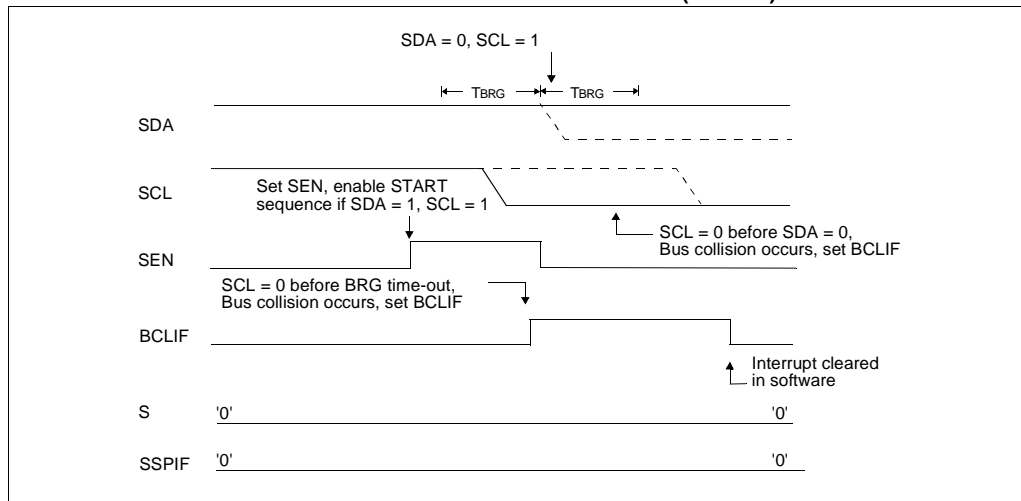 SDA = 0, SCL = 1
TBRG TBRG
SDA
SCL
Set SEN, enable START
sequence if SDA = 1, SCL = 1
SCL = 0 before SDA = 0,
Bus collision occurs, set BCLIF
SEN
SCL = 0 before BRG time-out,
Bus collision occurs, set BCLIF
BCLIF
Interrupt cleared
in software
S '0' '0'
SSPIF '0' '0'